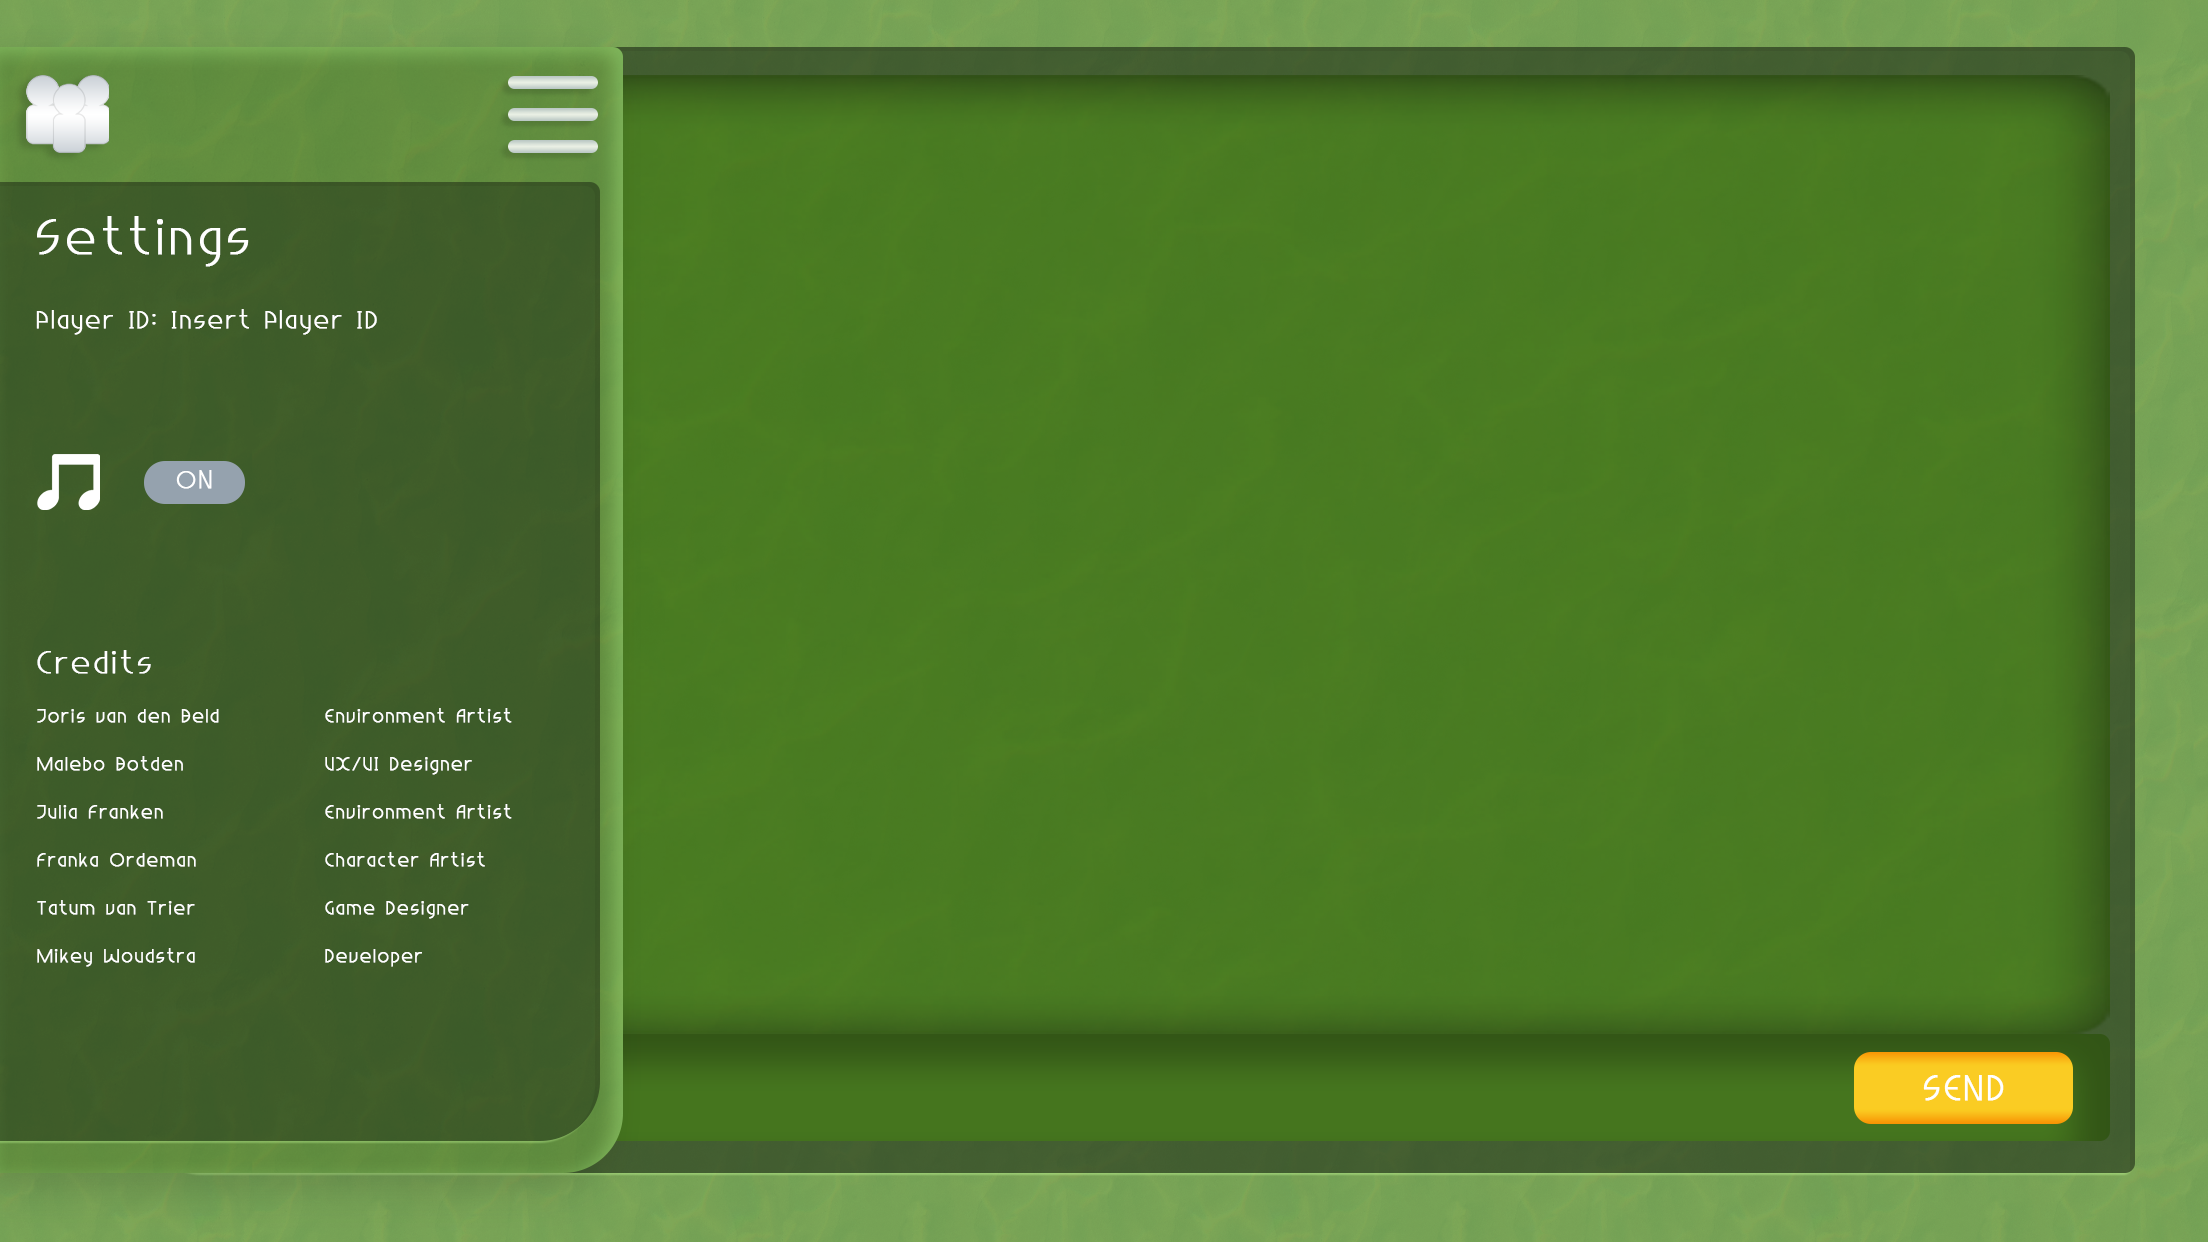 Settings
Player ID: Insert Player ID
ON
Credits
Joris van den Beld Environment Artist
Malebo Botden UX/UI Designer
Julia Franken Environment Artist
Franka Ordeman Character Artist
Tatum van Trier Game Designer
Mikey Woudstra Developer
SEND